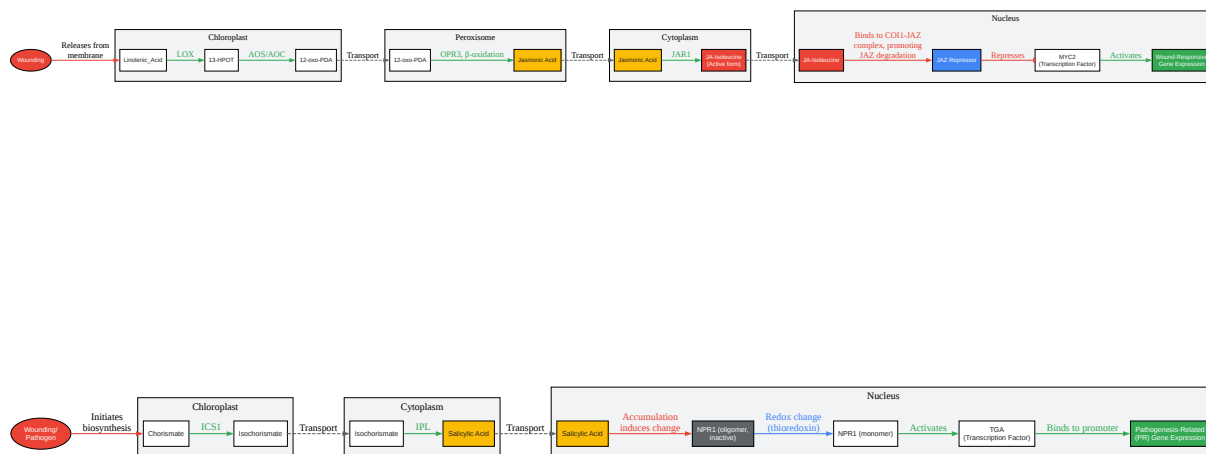 Nucleus
Chloroplast
Peroxisome
Cytoplasm
Binds to COI1-JAZ
complex, promoting
JAZ degradation
Releases from
membrane
LOX
AOS/AOC
Transport
OPR3, β-oxidation
Transport
JAR1
Transport
Represses
Activates
Wounding
Linolenic_Acid
13-HPOT
12-oxo-PDA
12-oxo-PDA
Jasmonic Acid
Jasmonic Acid
JA-Isoleucine
(Active form)
JA-Isoleucine
JAZ Repressor
MYC2
(Transcription Factor)
Wound-Responsive
Gene Expression
Chloroplast
Cytoplasm
Nucleus
Initiates
biosynthesis
ICS1
Transport
IPL
Transport
Accumulation
induces change
Redox change
(thioredoxin)
Activates
Binds to promoter
Wounding/
Pathogen
Chorismate
Isochorismate
Isochorismate
Salicylic Acid
Salicylic Acid
NPR1 (oligomer,
inactive)
NPR1 (monomer)
TGA
(Transcription Factor)
Pathogenesis-Related
(PR) Gene Expression